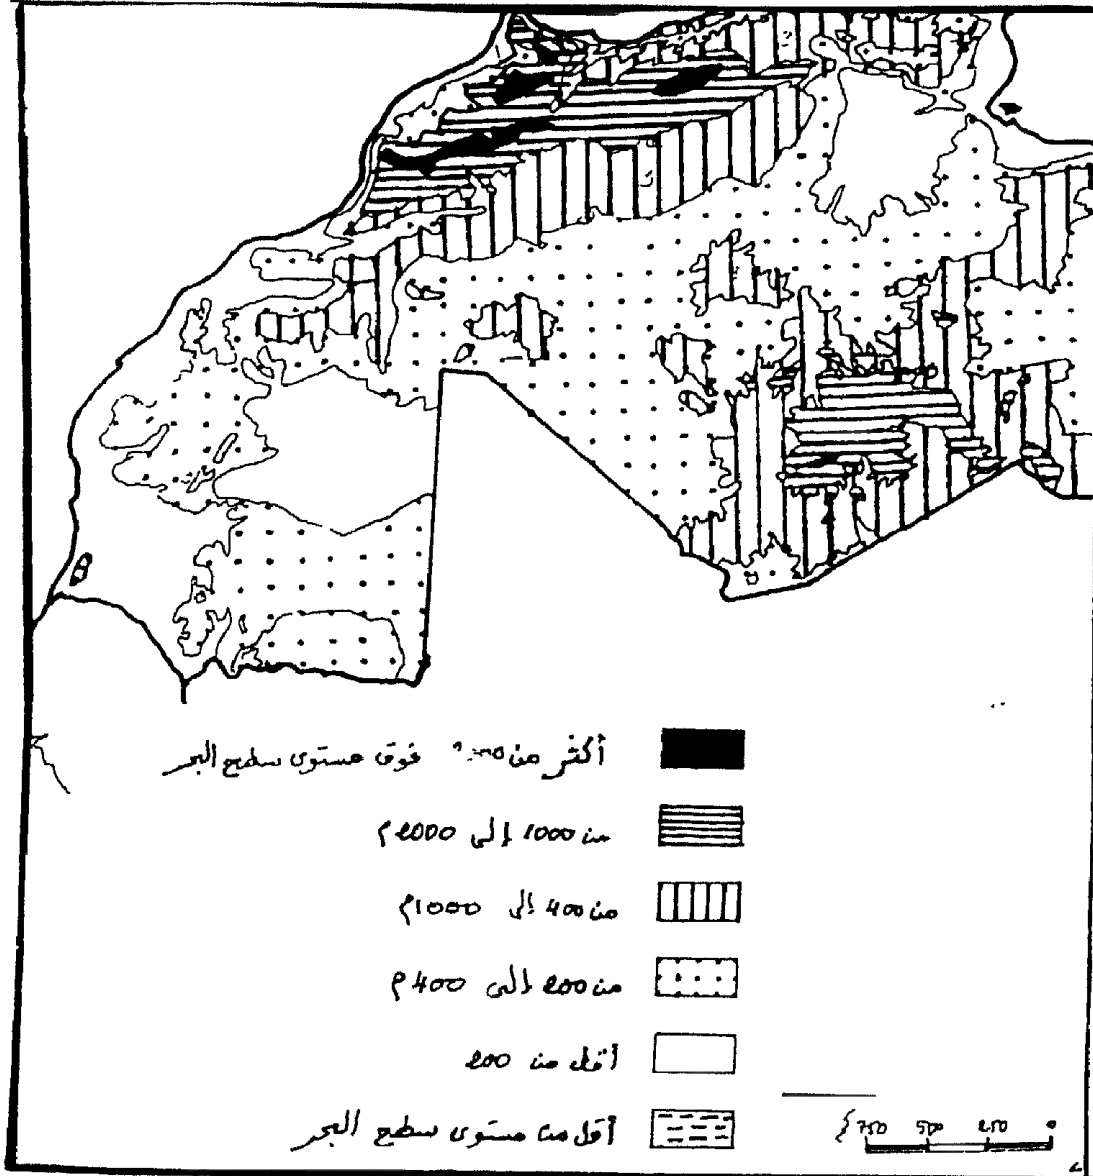 أكثر من فوق مستوى سطح البحر
من 1000 إلى 2000م
من 400 إلى 1000م
من 200 إلى 400م
أقل من 200
أقل من مستوى سطح البحر
750 500 250 0